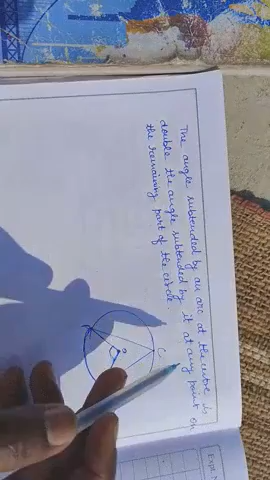 The angle subtended by an arc at the centre is
double the angle subtended by it at any point on
the remaining part of the circle.
C
O
Expt. N